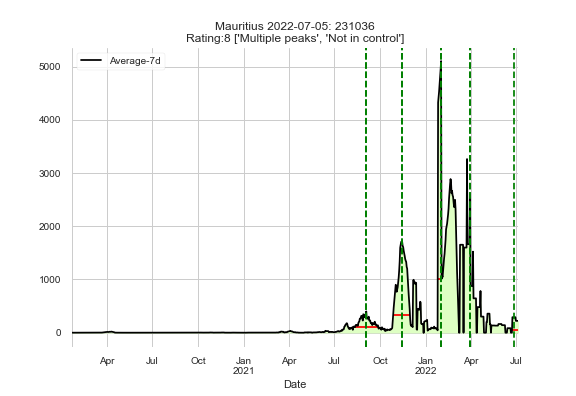 Mauritius 2022-07-05: 231036
Rating:8 ['Multiple peaks', 'Not in control']
Average-7d
5000
4000
3000
2000
1000
0
Apr Jul Oct Jan Apr Jul Oct Jan Apr Jul
2021 2022
Date